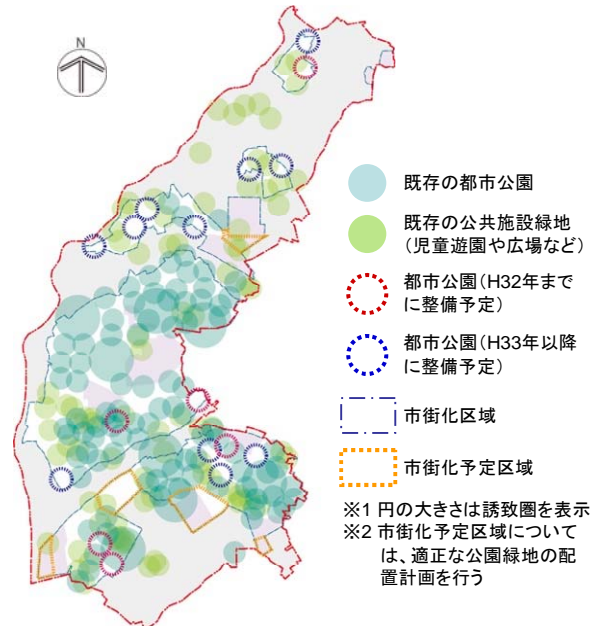 N
既存の都市公園
既存の公共施設緑地
(児童遊園や広場など)
都市公園(H32年まで
に整備予定)
都市公園(H33年以降
に整備予定)
市街化区域
市街化予定区域
※1 円の大きさは誘致圏を表示
※2 市街化予定区域について
は、適正な公園緑地の配
置計画を行う